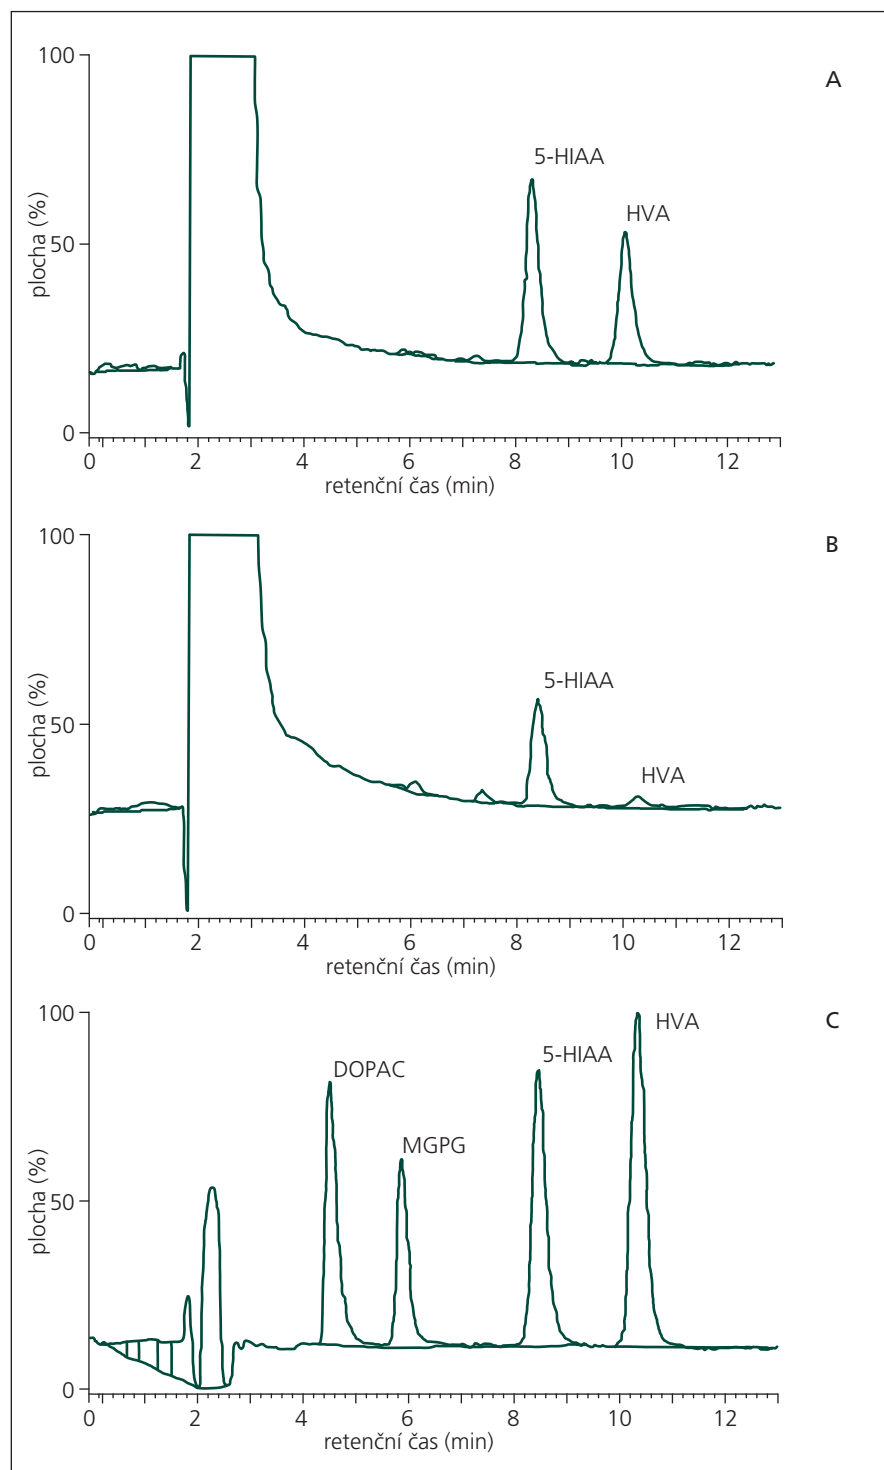 A
100
50
0
plocha (%)
5-HIAA
HVA
0 2 4 6 8 10 12
retenční čas (min)
B
100
50
0
plocha (%)
5-HIAA
HVA
0 2 4 6 8 10 12
retenční čas (min)
C
100
50
0
plocha (%)
DOPAC
MGPG
5-HIAA
HVA
0 2 4 6 8 10 12
retenční čas (min)